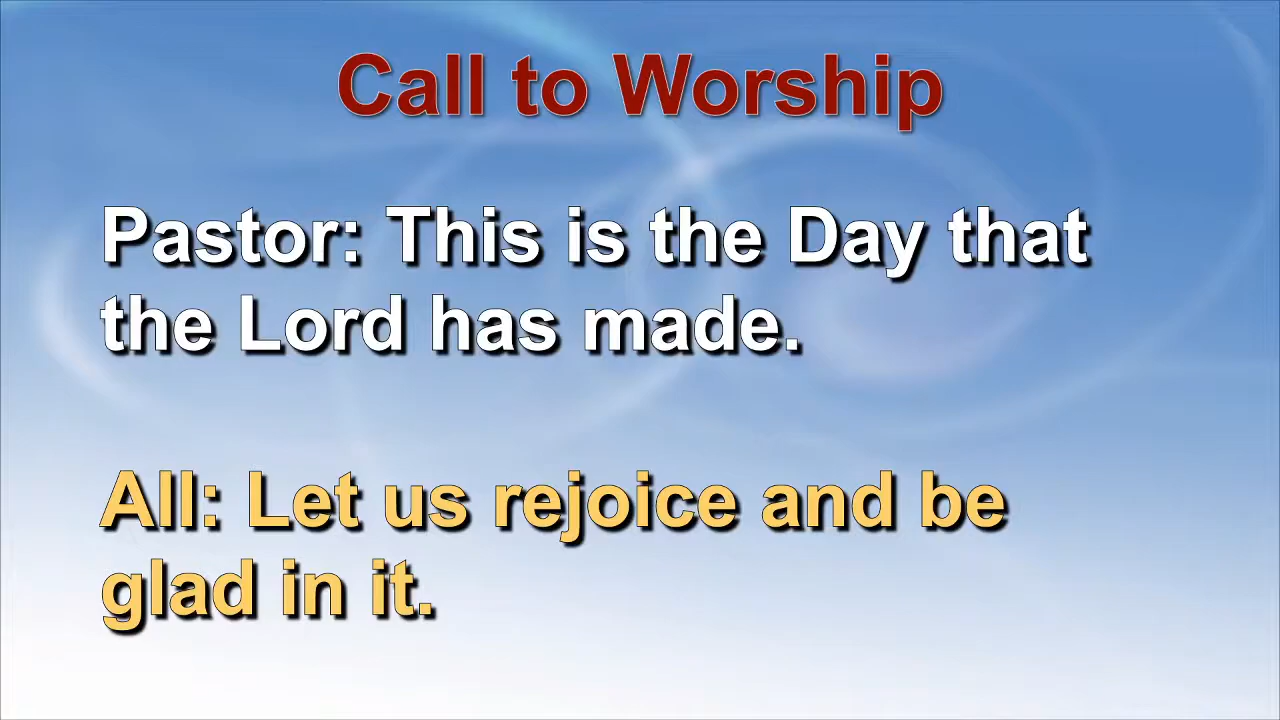 Call to Worship
Pastor: This is the Day that
the Lord has made.
All: Let us rejoice and be
glad in it.